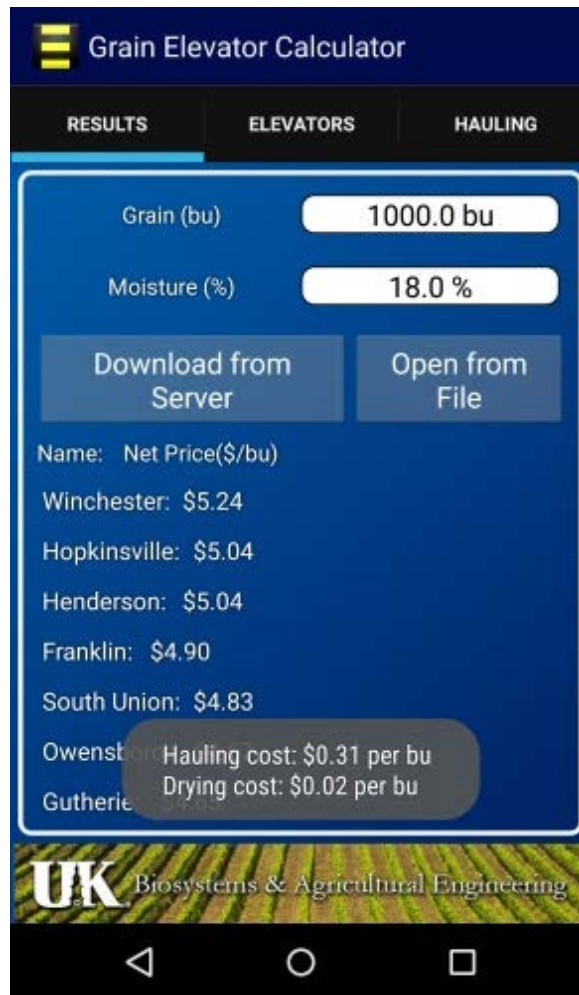 Grain Elevator Calculator
RESULTS ELEVATORS HAULING
Grain (bu) 1000.0 bu
Moisture (%) 18.0 %
Download from Server Open from File
Name: Net Price($/bu)
Winchester: $5.24
Hopkinsville: $5.04
Henderson: $5.04
Franklin: $4.90
South Union: $4.83
Hauling cost: $0.31 per bu
Drying cost: $0.02 per bu
Gutherie
UK Biosystems & Agricultural Engineering